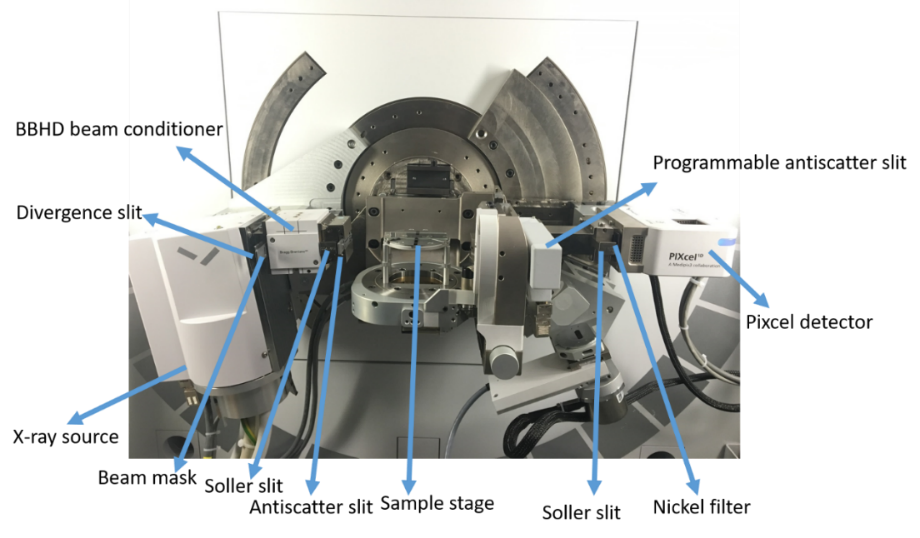 BBHD beam conditioner
Programmable antiscatter slit
Divergence slit
PIXcel¹ᴰ
Pixcel detector
X-ray source
Beam mask
Soller slit
Antiscatter slit
Sample stage
Soller slit
Nickel filter